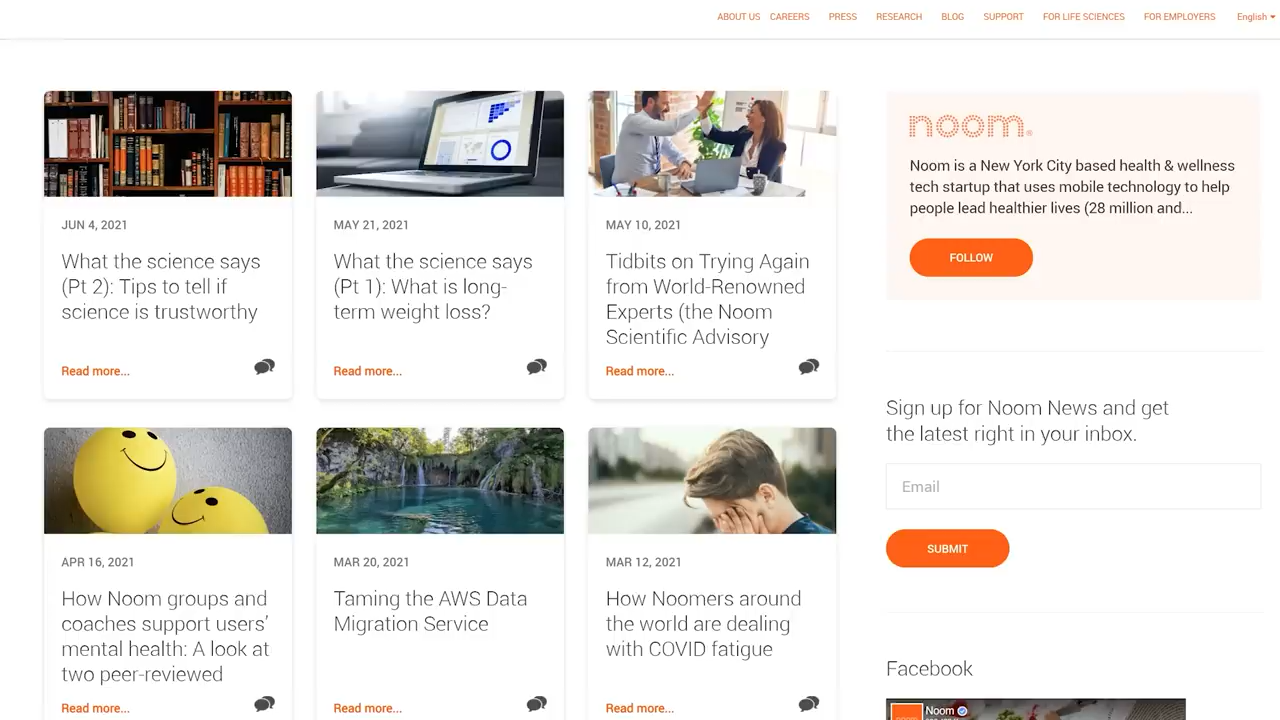 ABOUT US CAREERS PRESS RESEARCH BLOG SUPPORT FOR LIFE SCIENCES FOR EMPLOYERS English
JUN 4, 2021
What the science says
(Pt 2): Tips to tell if
science is trustworthy
Read more...
MAY 21, 2021
What the science says
(Pt 1): What is long-
term weight loss?
Read more...
MAY 10, 2021
Tidbits on Trying Again
from World-Renowned
Experts (the Noom
Scientific Advisory
Read more...
APR 16, 2021
How Noom groups and
coaches support users’
mental health: A look at
two peer-reviewed
Read more...
MAR 20, 2021
Taming the AWS Data
Migration Service
Read more...
MAR 12, 2021
How Noomers around
the world are dealing
with COVID fatigue
Read more...
noom®
Noom is a New York City based health & wellness
tech startup that uses mobile technology to help
people lead healthier lives (28 million and...
FOLLOW
Sign up for Noom News and get
the latest right in your inbox.
Email
SUBMIT
Facebook
Noom